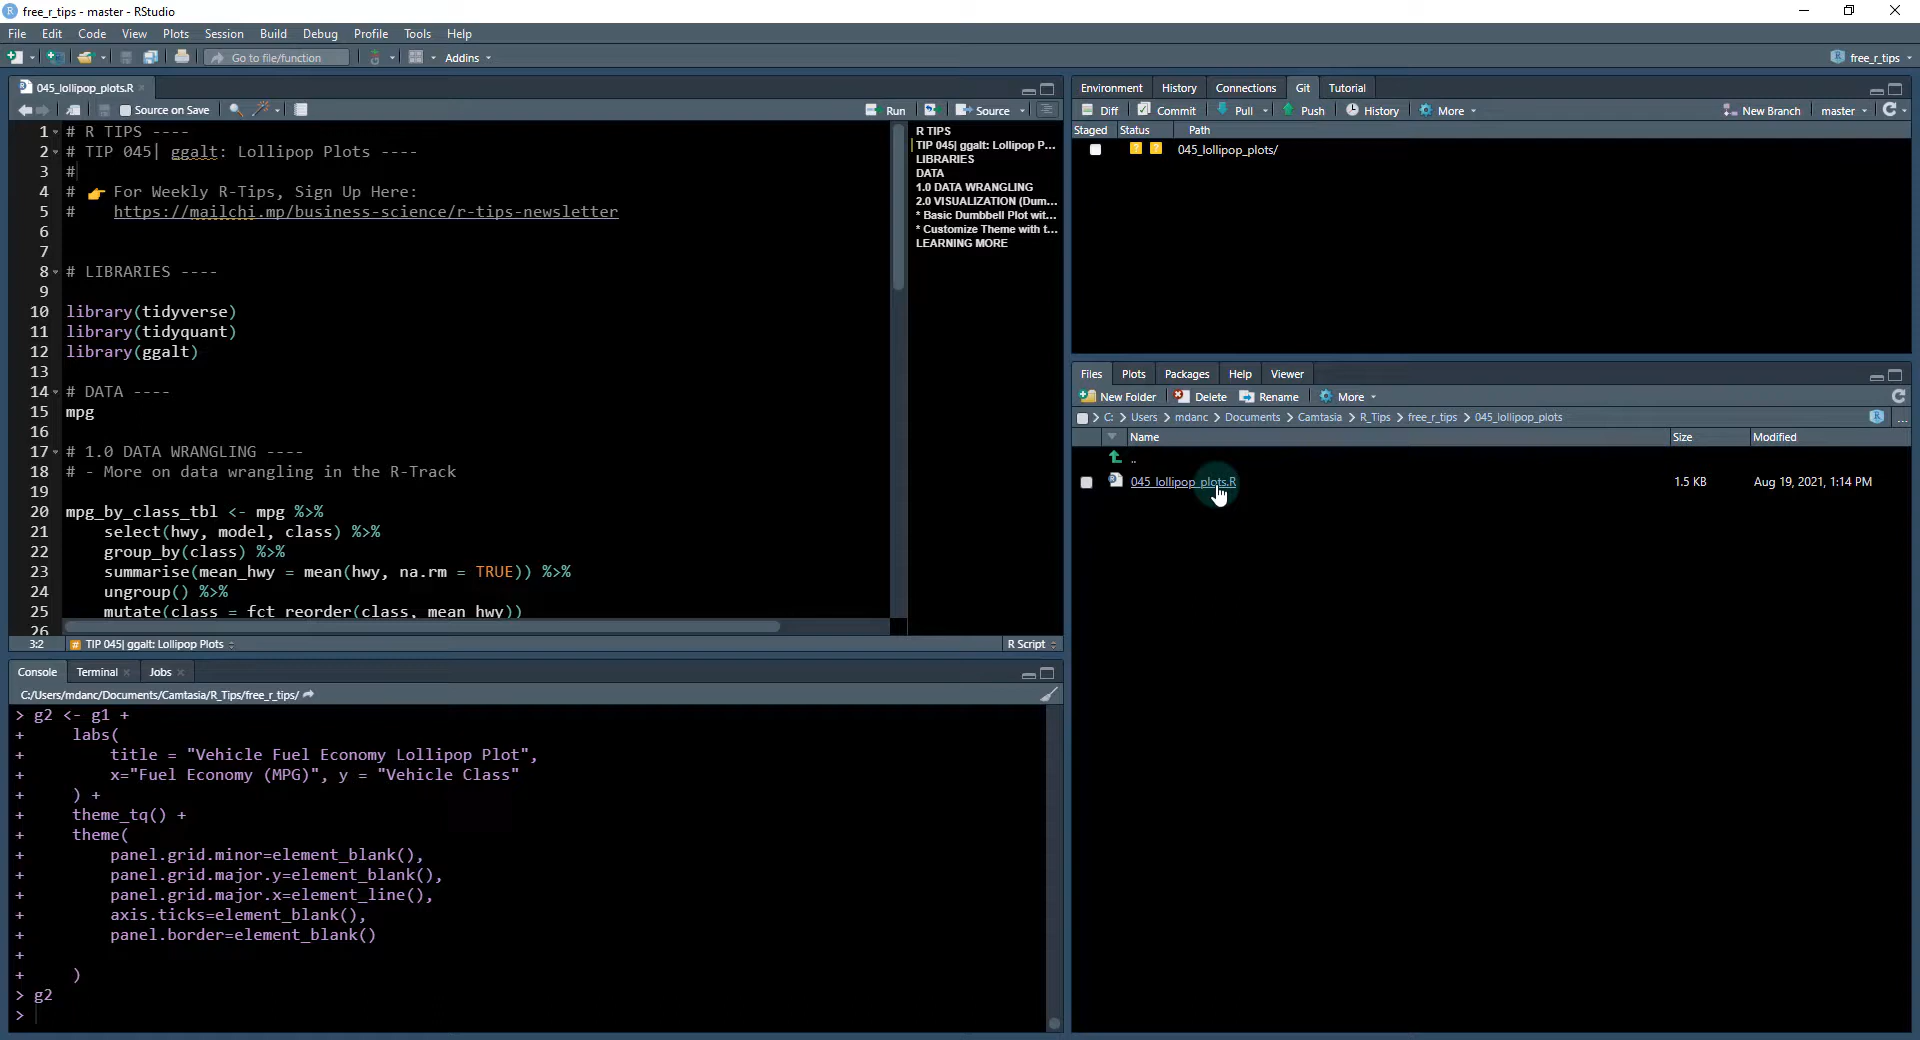 free_r_tips - master - RStudio
File Edit Code View Plots Session Build Debug Profile Tools Help
Go to file/function Addins free_r_tips
045_lollipop_plots.R
Source on Save Run Source
1 # R TIPS ----
2 # TIP 045| ggalt: Lollipop Plots ----
3 #
4 # 👉 For Weekly R-Tips, Sign Up Here:
5 # https://mailchi.mp/business-science/r-tips-newsletter
6
7
8 # LIBRARIES ----
9
10 library(tidyverse)
11 library(tidyquant)
12 library(ggalt)
13
14 # DATA ----
15 mpg
16
17 # 1.0 DATA WRANGLING ----
18 # - More on data wrangling in the R-Track
19
20 mpg_by_class_tbl <- mpg %>%
21 select(hwy, model, class) %>%
22 group_by(class) %>%
23 summarise(mean_hwy = mean(hwy, na.rm = TRUE)) %>%
24 ungroup() %>%
25 mutate(class = fct_reorder(class, mean_hwy))
26
R TIPS
TIP 045| ggalt: Lollipop P...
LIBRARIES
DATA
1.0 DATA WRANGLING
2.0 VISUALIZATION (Dum...
* Basic Dumbbell Plot wit...
* Customize Theme with t...
LEARNING MORE
3:2 TIP 045| ggalt: Lollipop Plots R Script
Console Terminal Jobs
C:/Users/mdanc/Documents/Camtasia/R_Tips/free_r_tips/
> g2 <- g1 +
+ labs(
+ title = "Vehicle Fuel Economy Lollipop Plot",
+ x="Fuel Economy (MPG)", y = "Vehicle Class"
+ ) +
+ theme_tq() +
+ theme(
+ panel.grid.minor=element_blank(),
+ panel.grid.major.y=element_blank(),
+ panel.grid.major.x=element_line(),
+ axis.ticks=element_blank(),
+ panel.border=element_blank()
+
+ )
> g2
>
Environment History Connections Git Tutorial
Diff Commit Pull Push History More New Branch master
Staged Status Path
? ? 045_lollipop_plots/
Files Plots Packages Help Viewer
New Folder Delete Rename More
C: > Users > mdanc > Documents > Camtasia > R_Tips > free_r_tips > 045_lollipop_plots ...
Name Size Modified
..
045_lollipop_plots.R 1.5 KB Aug 19, 2021, 1:14 PM